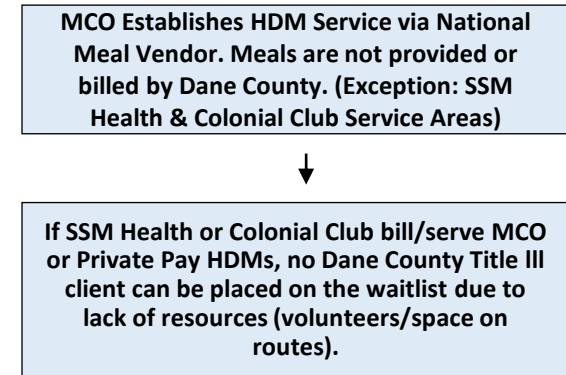 MCO Establishes HDM Service via National
Meal Vendor. Meals are not provided or
billed by Dane County. (Exception: SSM
Health & Colonial Club Service Areas)
If SSM Health or Colonial Club bill/serve MCO
or Private Pay HDMs, no Dane County Title lll
client can be placed on the waitlist due to
lack of resources (volunteers/space on
routes).